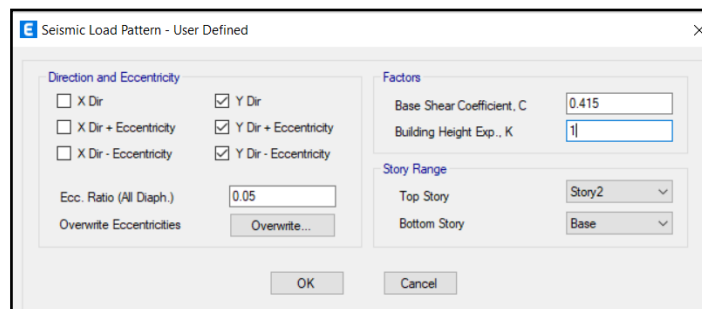 E Seismic Load Pattern - User Defined
Direction and Eccentricity
X Dir
Y Dir
X Dir + Eccentricity
Y Dir + Eccentricity
X Dir - Eccentricity
Y Dir - Eccentricity
Ecc. Ratio (All Diaph.) 0.05
Overwrite Eccentricities Overwrite...
Factors
Base Shear Coefficient, C 0.415
Building Height Exp., K 1
Story Range
Top Story Story2
Bottom Story Base
OK
Cancel